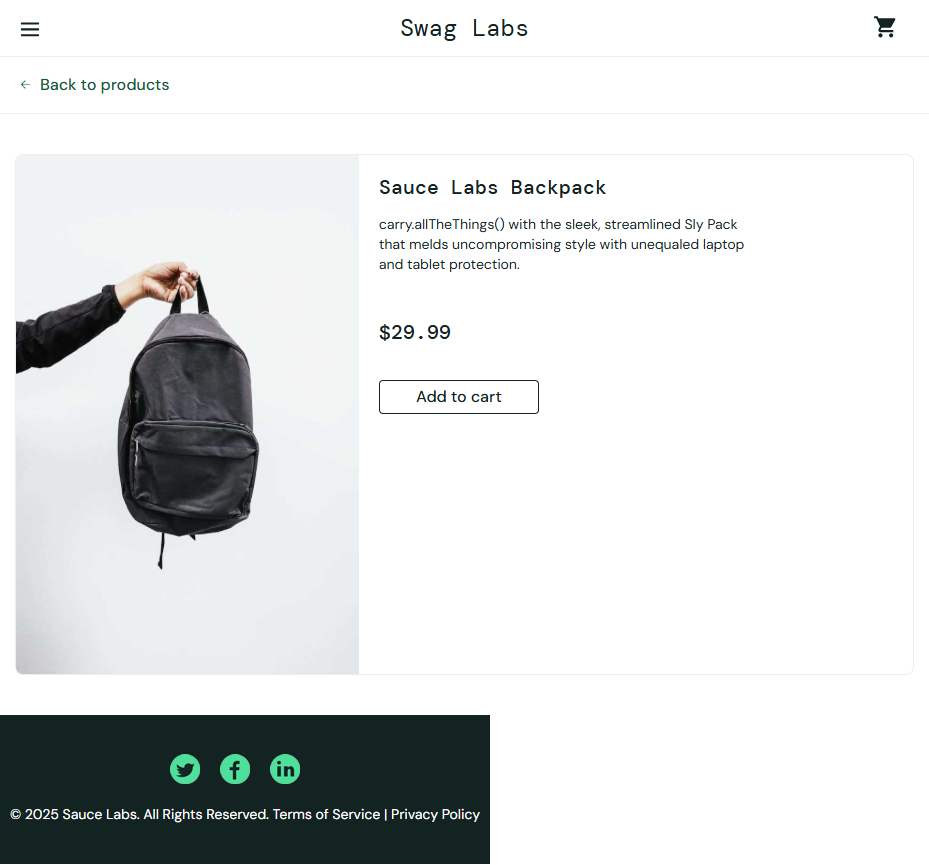 Swag Labs
← Back to products
Sauce Labs Backpack
carry.allTheThings() with the sleek, streamlined Sly Pack
that melds uncompromising style with unequaled laptop
and tablet protection.
$29.99
Add to cart
© 2025 Sauce Labs. All Rights Reserved. Terms of Service | Privacy Policy